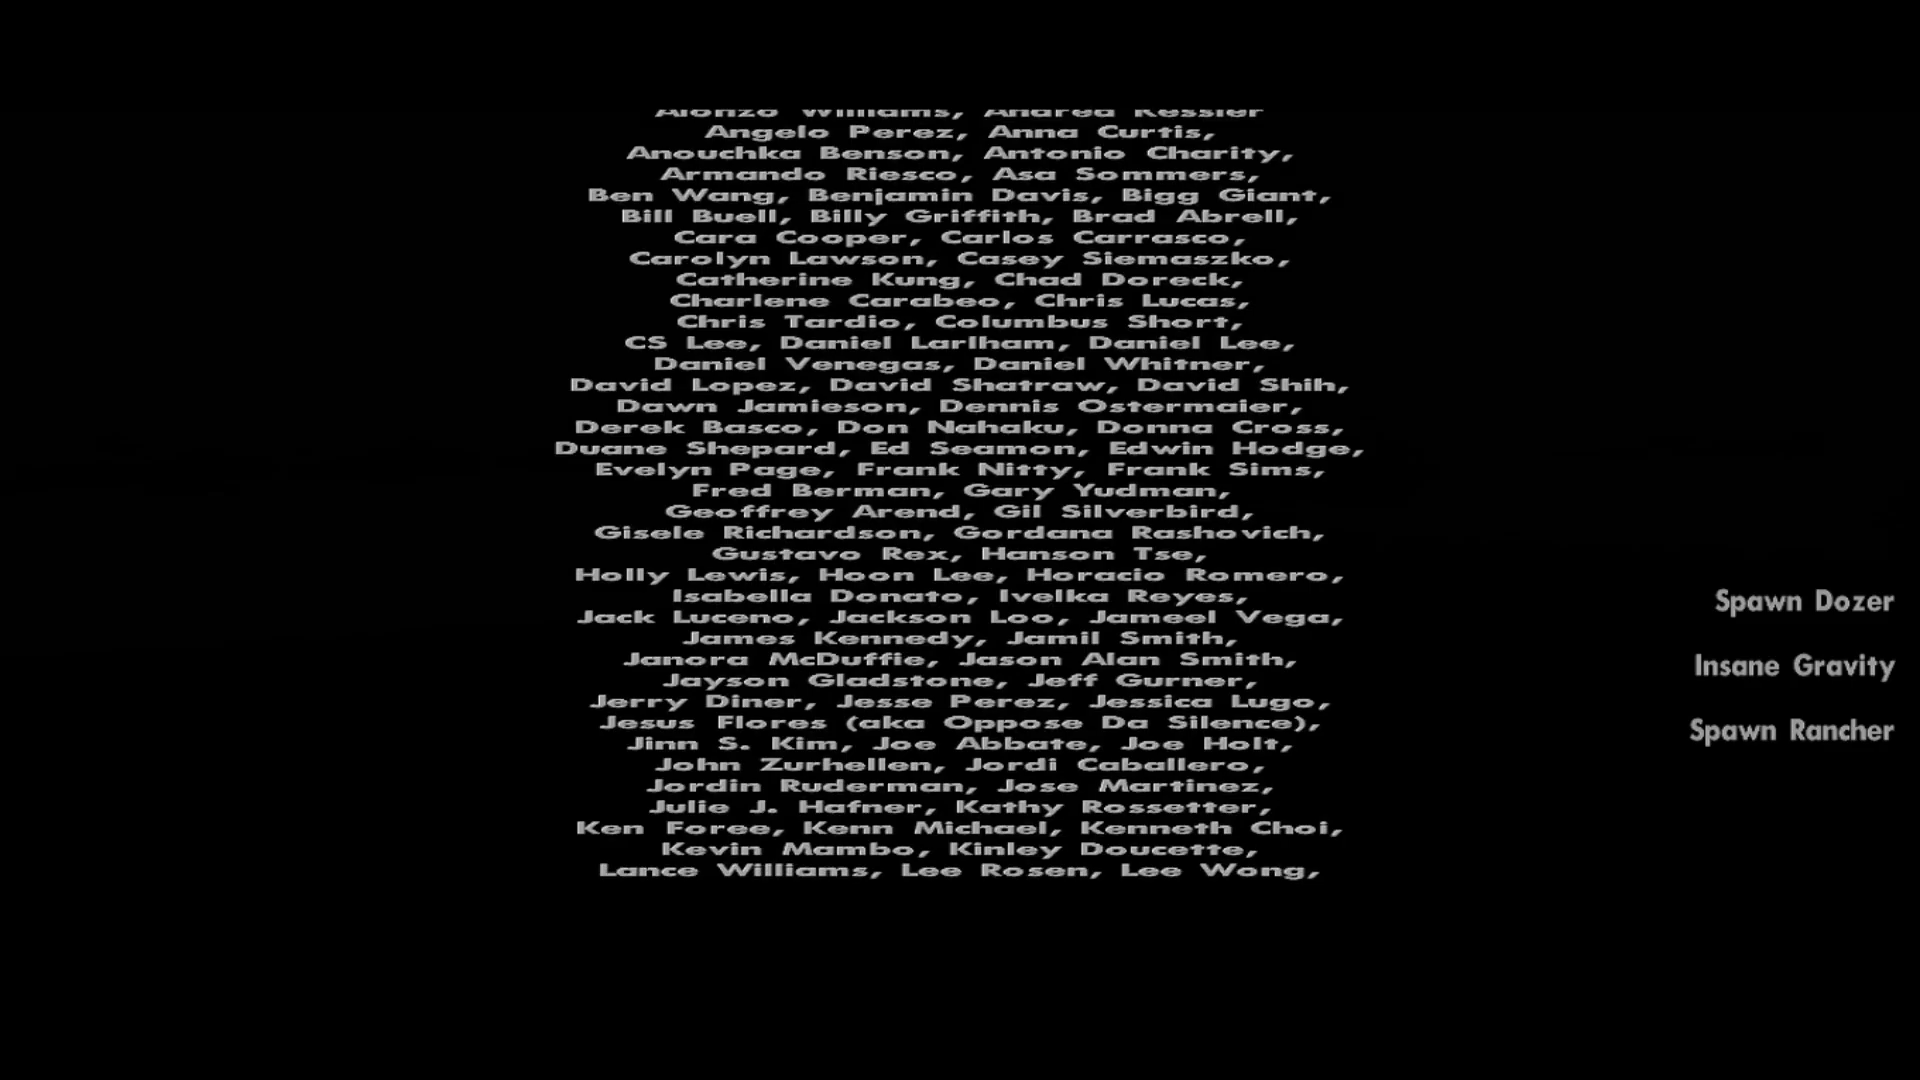 Alonzo Williams, Andrea Kessler
Angelo Perez, Anna Curtis,
Anouchka Benson, Antonio Charity,
Armando Riesco, Asa Sommers,
Ben Wang, Benjamin Davis, Bigg Giant,
Bill Buell, Billy Griffith, Brad Abrell,
Cara Cooper, Carlos Carrasco,
Carolyn Lawson, Casey Siemaszko,
Catherine Kung, Chad Doreck,
Charlene Carabeo, Chris Lucas,
Chris Tardio, Columbus Short,
CS Lee, Daniel Larlham, Daniel Lee,
Daniel Venegas, Daniel Whitner,
David Lopez, David Shatraw, David Shih,
Dawn Jamieson, Dennis Ostermaier,
Derek Basco, Don Nahaku, Donna Cross,
Duane Shepard, Ed Seamon, Edwin Hodge,
Evelyn Page, Frank Nitty, Frank Sims,
Fred Berman, Gary Yudman,
Geoffrey Arend, Gil Silverbird,
Gisele Richardson, Gordana Rashovich,
Gustavo Rex, Hanson Tse,
Holly Lewis, Hoon Lee, Horacio Romero,
Isabella Donato, Ivelka Reyes,
Jack Luceno, Jackson Loo, Jameel Vega,
James Kennedy, Jamil Smith,
Janora McDuffie, Jason Alan Smith,
Jayson Gladstone, Jeff Gurner,
Jerry Diner, Jesse Perez, Jessica Lugo,
Jesus Flores (aka Oppose Da Silence),
Jinn S. Kim, Joe Abbate, Joe Holt,
John Zurhellen, Jordi Caballero,
Jordin Ruderman, Jose Martinez,
Julie J. Hafner, Kathy Rossetter,
Ken Foree, Kenn Michael, Kenneth Choi,
Kevin Mambo, Kinley Doucette,
Lance Williams, Lee Rosen, Lee Wong,
Spawn Dozer
Insane Gravity
Spawn Rancher